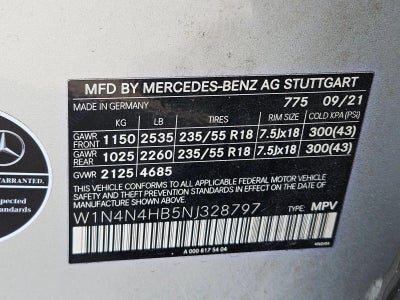 MFD BY MERCEDES-BENZ AG STUTTGART
MADE IN GERMANY 775 09/21
KG LB TIRES RIM SIZE COLD KPA (PSI)
GAWR FRONT 1150 2535 235/55 R18 7.5Jx18 300(43)
GAWR REAR 1025 2260 235/55 R18 7.5Jx18 300(43)
GVWR 2125 4685
THIS VEHICLE CONFORMS TO ALL APPLICABLE FEDERAL MOTOR VEHICLE
SAFETY AND THEFT PREVENTION STANDARDS IN EFFECT ON THE DATE OF
MANUFACTURE SHOWN ABOVE.
W1N4N4HB5NJ328797 TYPE: MPV
A 000 817 54 04